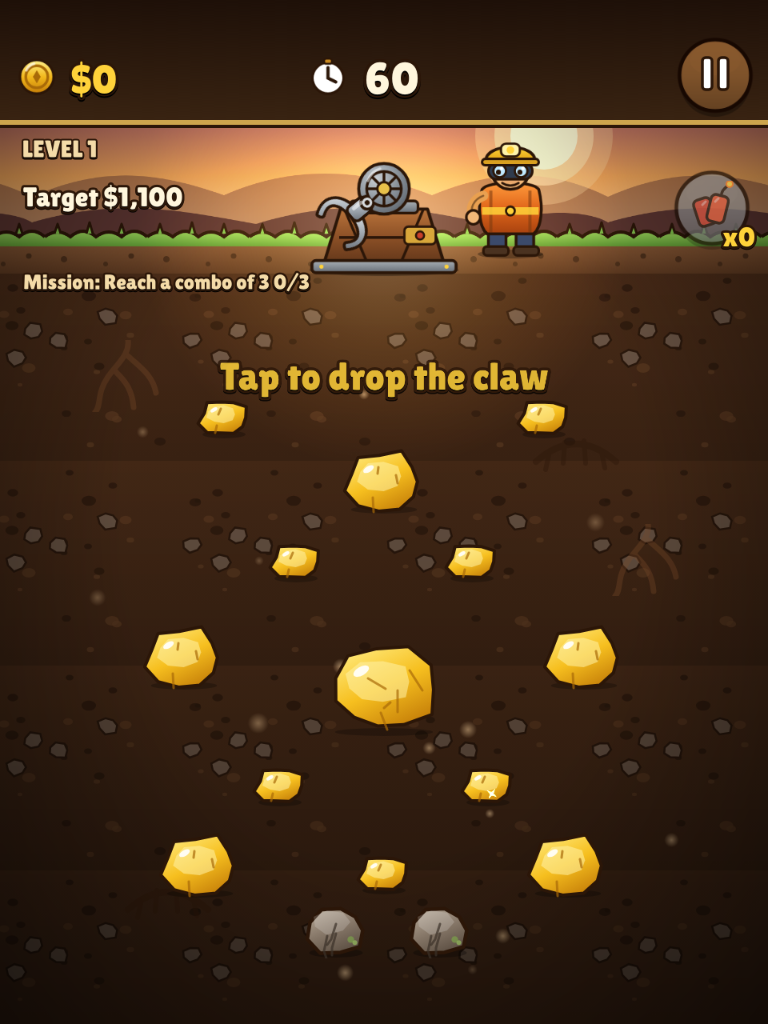 $0
60
LEVEL 1
Target $1,100
x0
Mission: Reach a combo of 3 0/3
Tap to drop the claw